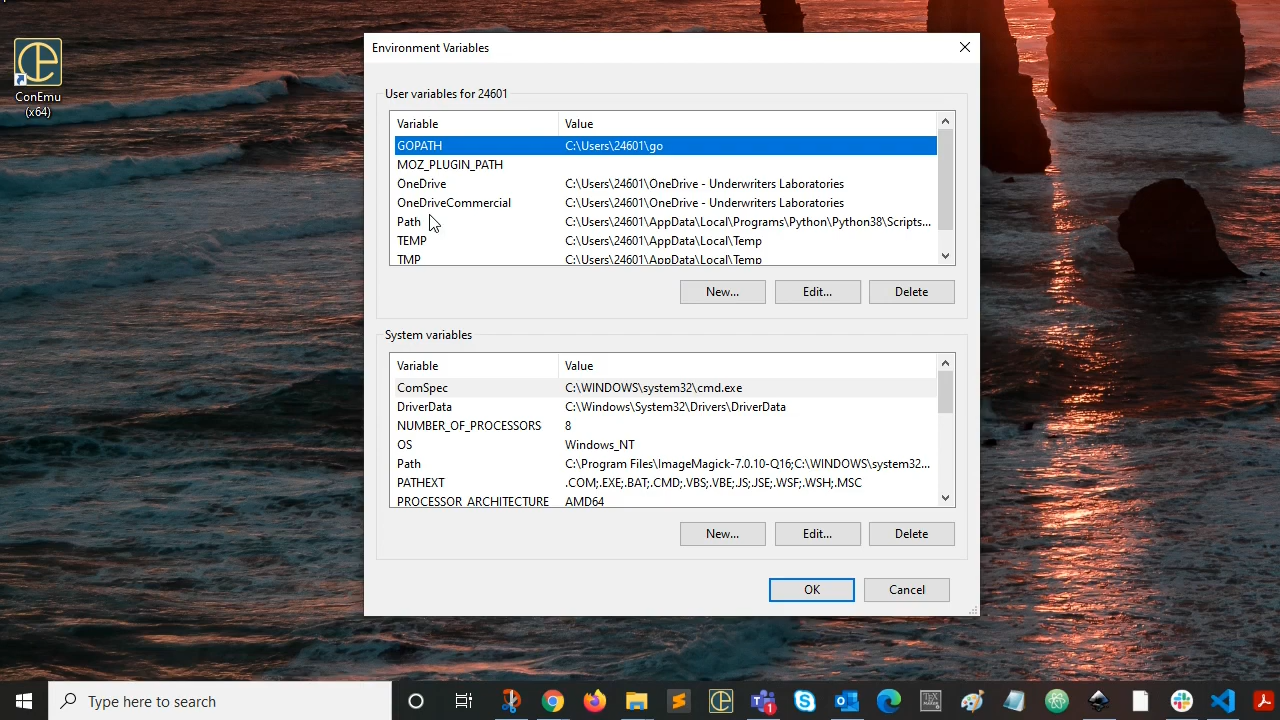 ConEmu
(x64)
Environment Variables
User variables for 24601
Variable Value
GOPATH C:\Users\24601\go
MOZ_PLUGIN_PATH
OneDrive C:\Users\24601\OneDrive - Underwriters Laboratories
OneDriveCommercial C:\Users\24601\OneDrive - Underwriters Laboratories
Path C:\Users\24601\AppData\Local\Programs\Python\Python38\Scripts...
TEMP C:\Users\24601\AppData\Local\Temp
TMP C:\Users\24601\AppData\Local\Temp
New... Edit... Delete
System variables
Variable Value
ComSpec C:\WINDOWS\system32\cmd.exe
DriverData C:\Windows\System32\Drivers\DriverData
NUMBER_OF_PROCESSORS 8
OS Windows_NT
Path C:\Program Files\ImageMagick-7.0.10-Q16;C:\WINDOWS\system32...
PATHEXT .COM;.EXE;.BAT;.CMD;.VBS;.VBE;.JS;.JSE;.WSF;.WSH;.MSC
PROCESSOR_ARCHITECTURE AMD64
New... Edit... Delete
OK Cancel
Type here to search